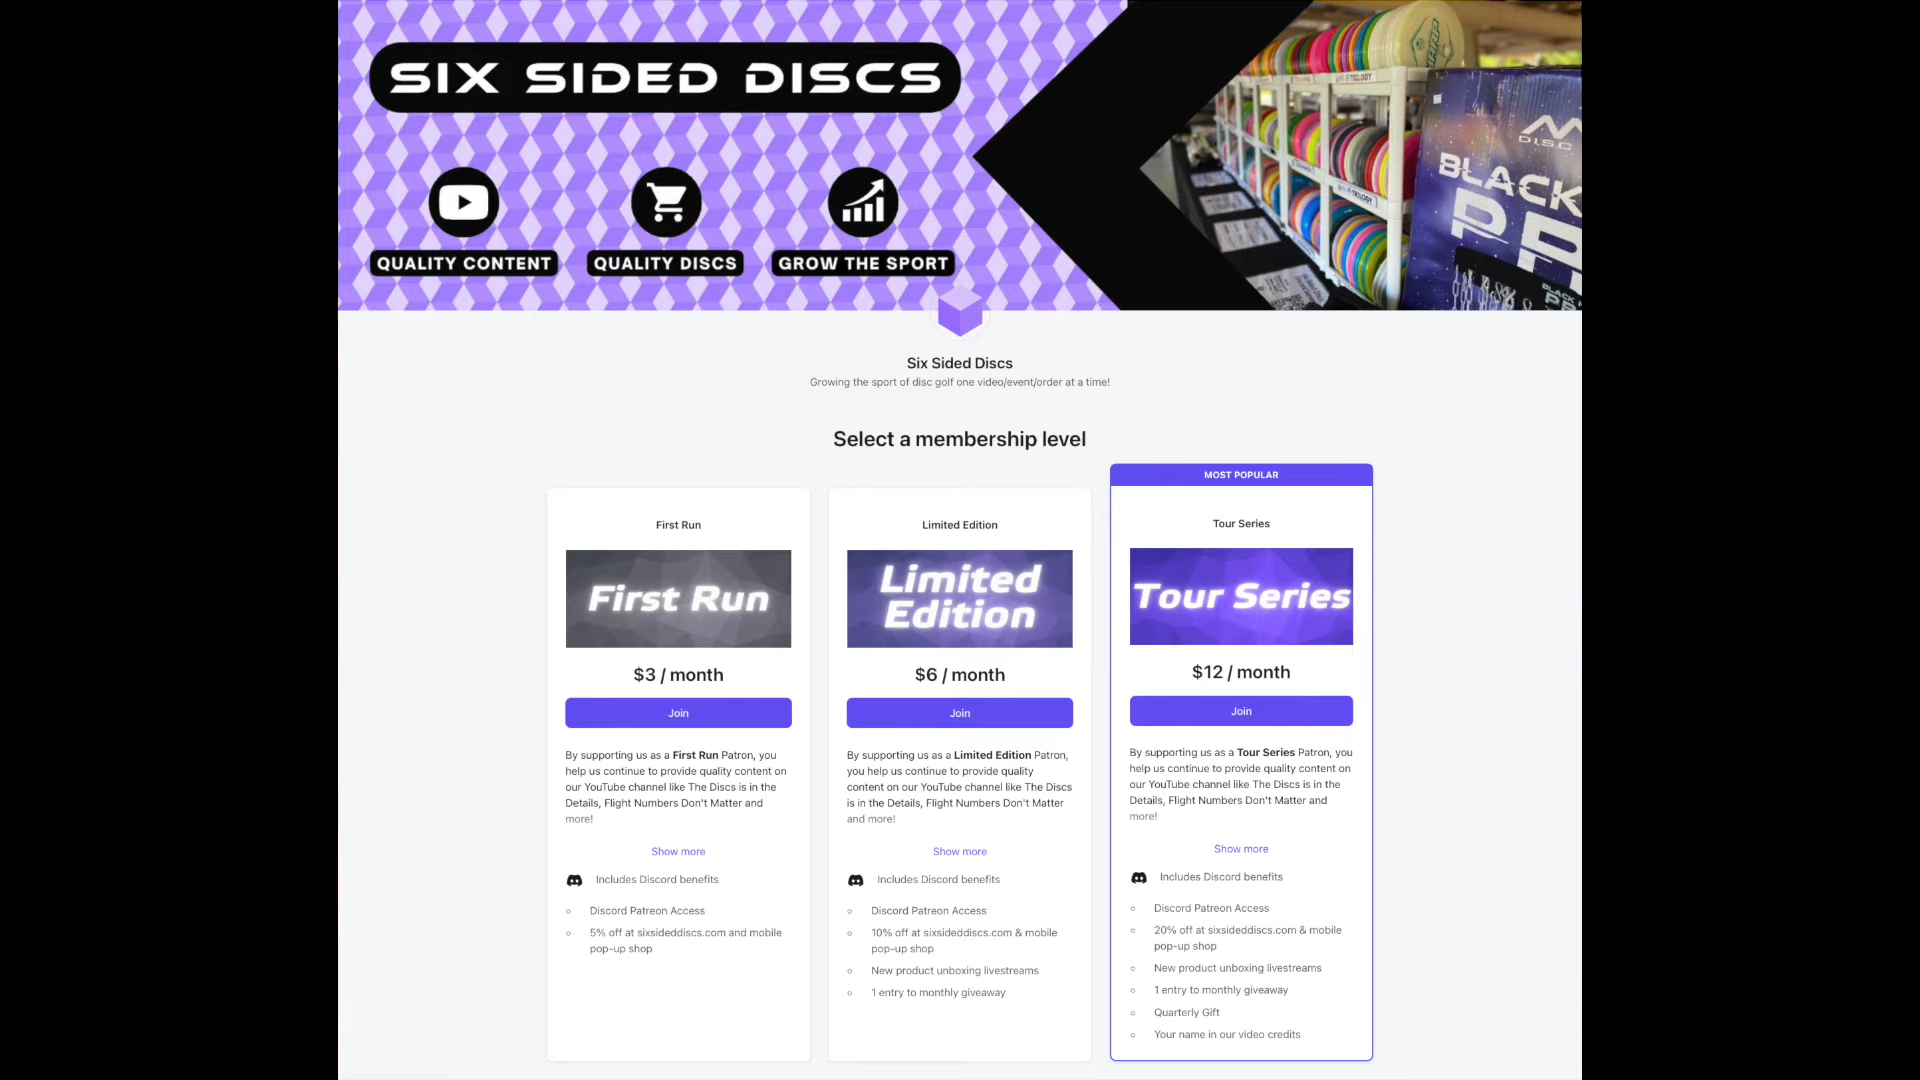 SIX SIDED DISCS
QUALITY CONTENT
QUALITY DISCS
GROW THE SPORT
TRILOGY
TRILOGY
DISC
BLACK
Six Sided Discs
Growing the sport of disc golf one video/event/order at a time!
Select a membership level
First Run
First Run
$3 / month
Join
By supporting us as a First Run Patron, you
help us continue to provide quality content on
our YouTube channel like The Discs is in the
Details, Flight Numbers Don't Matter and
more!
Show more
Includes Discord benefits
Discord Patreon Access
5% off at sixsideddiscs.com and mobile
pop-up shop
Limited Edition
Limited
Edition
$6 / month
Join
By supporting us as a Limited Edition Patron,
you help us continue to provide quality
content on our YouTube channel like The Discs
is in the Details, Flight Numbers Don't Matter
and more!
Show more
Includes Discord benefits
Discord Patreon Access
10% off at sixsideddiscs.com & mobile
pop-up shop
New product unboxing livestreams
1 entry to monthly giveaway
MOST POPULAR
Tour Series
Tour Series
$12 / month
Join
By supporting us as a Tour Series Patron, you
help us continue to provide quality content on
our YouTube channel like The Discs is in the
Details, Flight Numbers Don't Matter and
more!
Show more
Includes Discord benefits
Discord Patreon Access
20% off at sixsideddiscs.com & mobile
pop-up shop
New product unboxing livestreams
1 entry to monthly giveaway
Quarterly Gift
Your name in our video credits